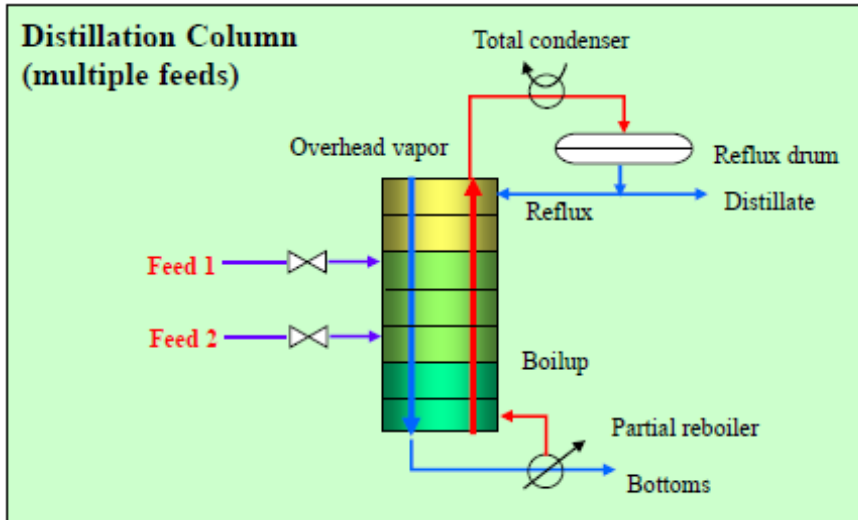 Distillation Column
(multiple feeds)
Total condenser
Overhead vapor
Reflux drum
Reflux
Distillate
Feed 1
Feed 2
Boilup
Partial reboiler
Bottoms